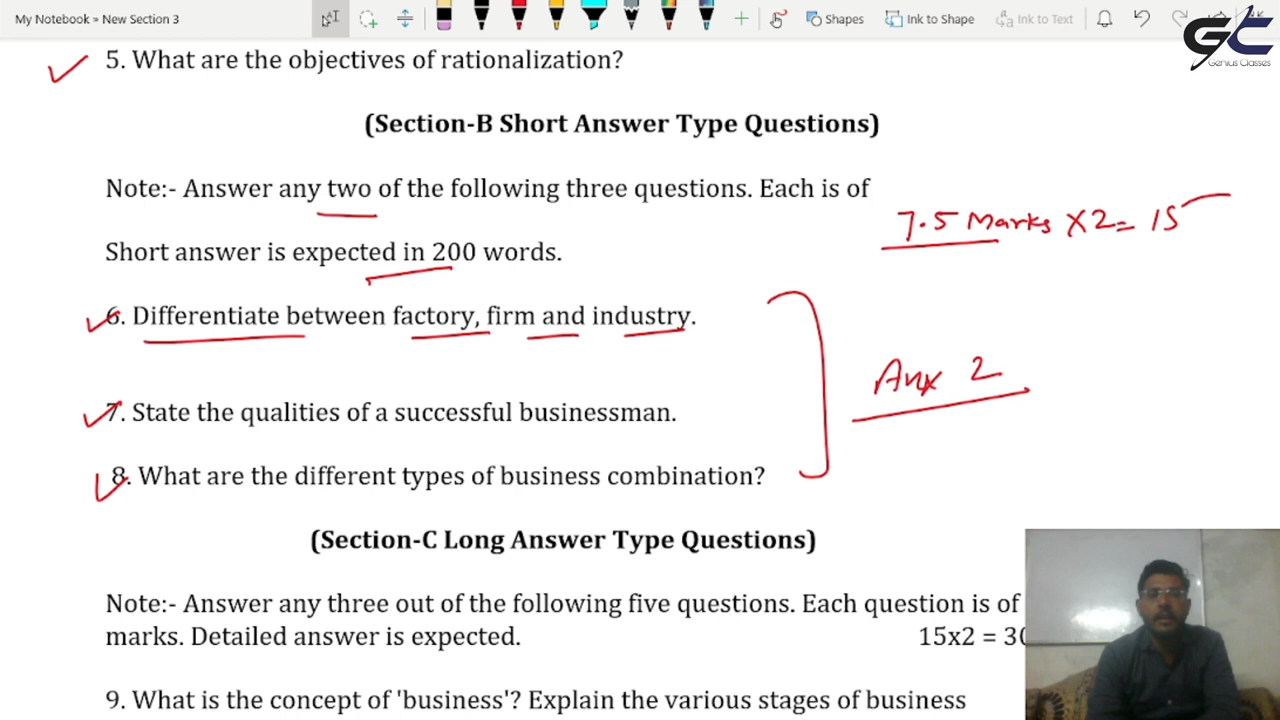 My Notebook » New Section 3
Shapes
Ink to Shape
Ink to Text
GC
Genius Classes
5. What are the objectives of rationalization?
(Section-B Short Answer Type Questions)
Note:- Answer any two of the following three questions. Each is of
7.5 Marks X2= 15
Short answer is expected in 200 words.
6. Differentiate between factory, firm and industry.
Anx 2
7. State the qualities of a successful businessman.
8. What are the different types of business combination?
(Section-C Long Answer Type Questions)
Note:- Answer any three out of the following five questions. Each question is of
marks. Detailed answer is expected. 15x2 = 30
9. What is the concept of 'business'? Explain the various stages of business